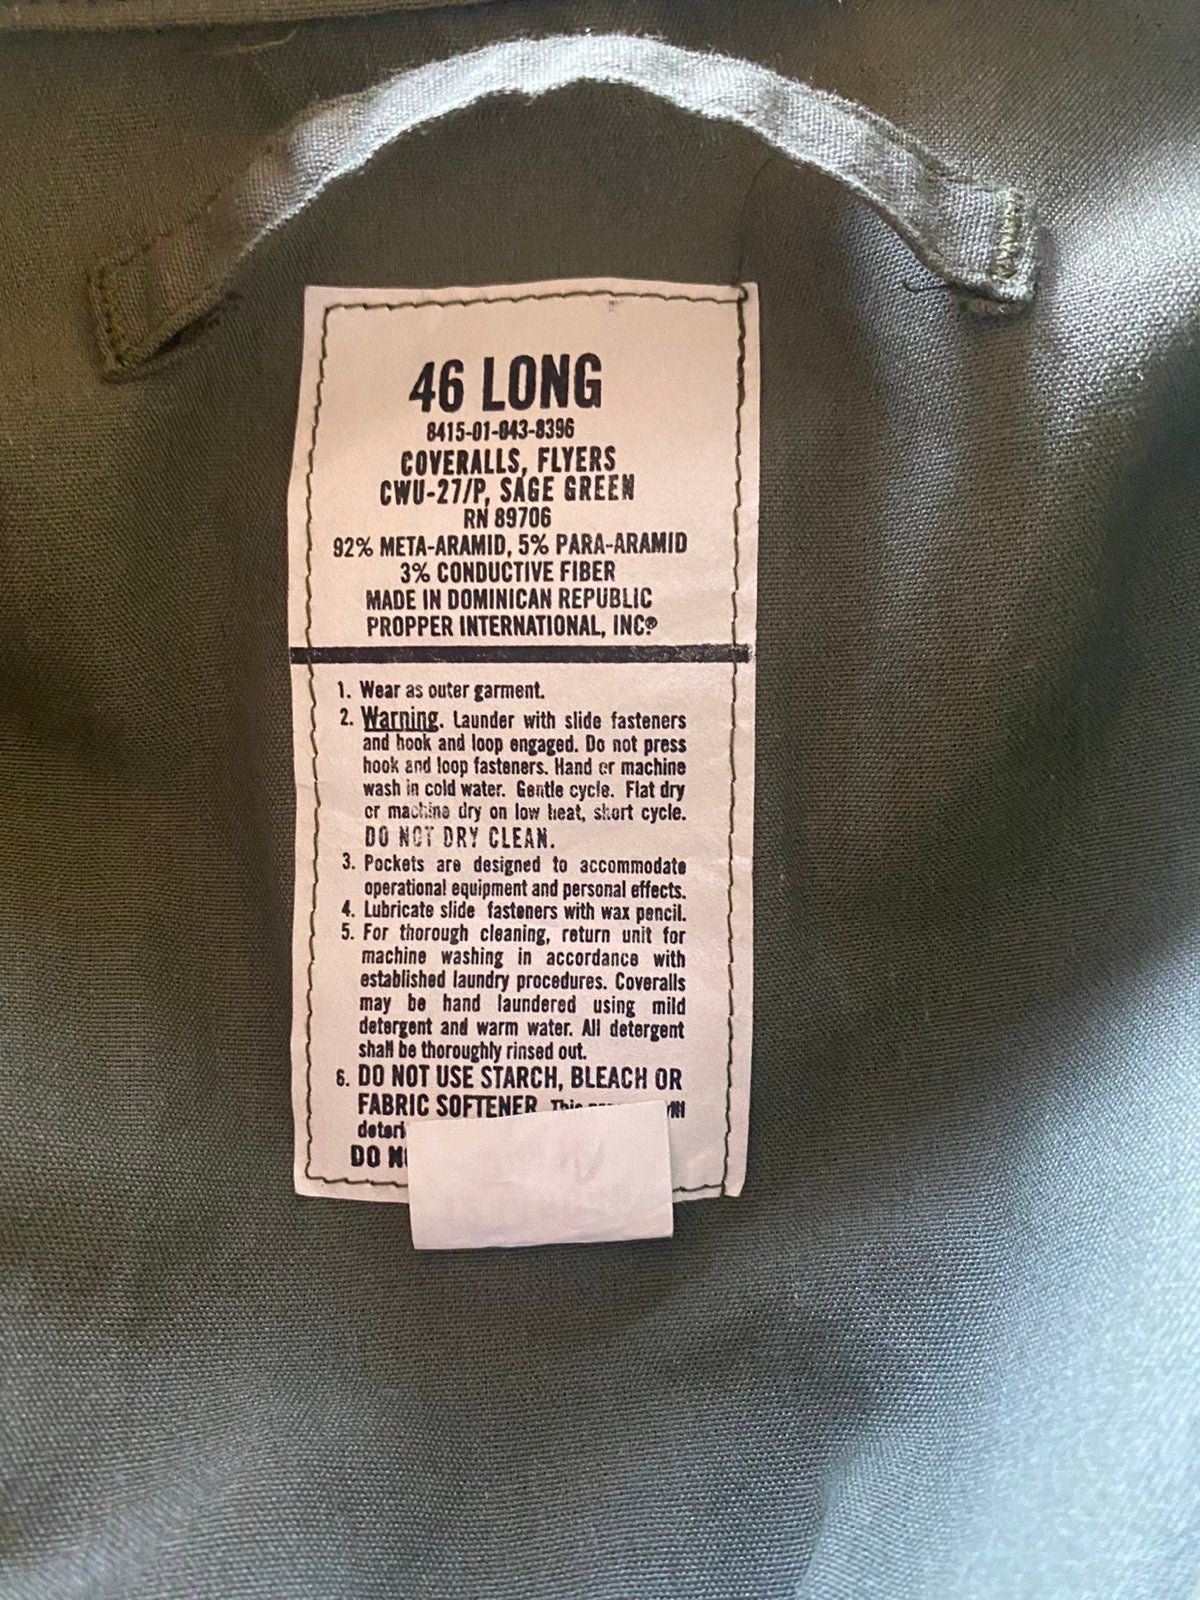 46 LONG
8415-01-043-8396
COVERALLS, FLYERS
CWU-27/P, SAGE GREEN
RN 89706
92% META-ARAMID, 5% PARA-ARAMID
3% CONDUCTIVE FIBER
MADE IN DOMINICAN REPUBLIC
PROPPER INTERNATIONAL, INC.®
1. Wear as outer garment.
2. Warning. Launder with slide fasteners
and hook and loop engaged. Do not press
hook and loop fasteners. Hand or machine
wash in cold water. Gentle cycle. Flat dry
or machine dry on low heat, short cycle.
DO NOT DRY CLEAN.
3. Pockets are designed to accommodate
operational equipment and personal effects.
4. Lubricate slide fasteners with wax pencil.
5. For thorough cleaning, return unit for
machine washing in accordance with
established laundry procedures. Coveralls
may be hand laundered using mild
detergent and warm water. All detergent
shall be thoroughly rinsed out.
6. DO NOT USE STARCH, BLEACH OR
FABRIC SOFTENER. This
DO